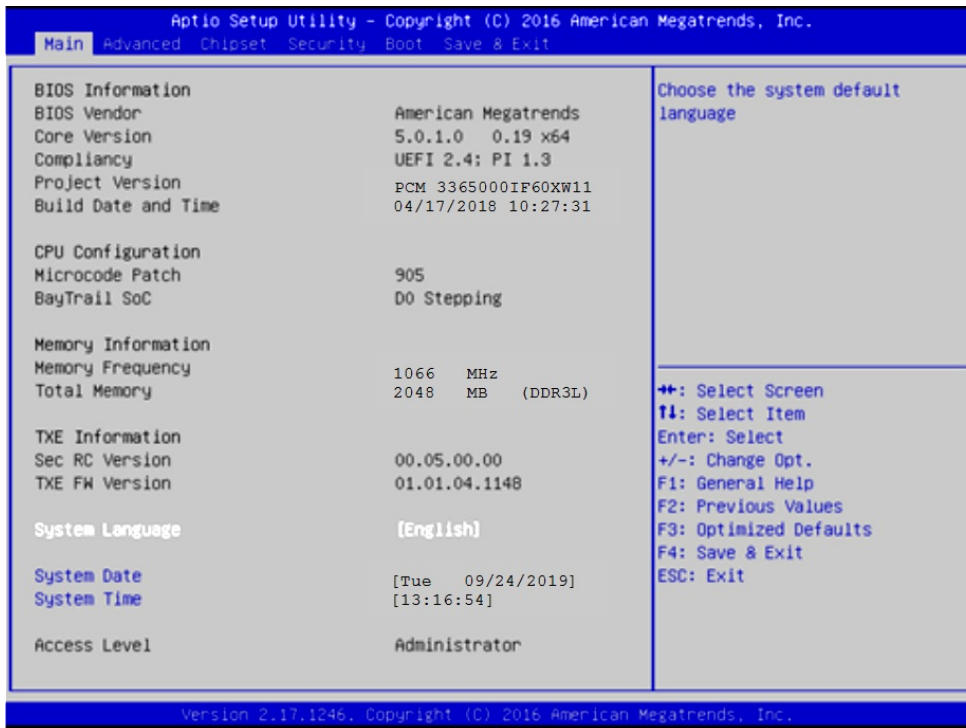 Aptio Setup Utility - Copyright (C) 2016 American Megatrends, Inc.
Main Advanced Chipset Security Boot Save & Exit
BIOS Information
BIOS Vendor American Megatrends
Core Version 5.0.1.0 0.19 x64
Compliancy UEFI 2.4; PI 1.3
Project Version PCM 3365000IF60XW11
Build Date and Time 04/17/2018 10:27:31
CPU Configuration
Microcode Patch 905
BayTrail SoC D0 Stepping
Memory Information
Memory Frequency 1066 MHz
Total Memory 2048 MB (DDR3L)
TXE Information
Sec RC Version 00.05.00.00
TXE FW Version 01.01.04.1148
System Language [English]
System Date [Tue 09/24/2019]
System Time [13:16:54]
Access Level Administrator
Choose the system default
language
→←: Select Screen
↑↓: Select Item
Enter: Select
+/-: Change Opt.
F1: General Help
F2: Previous Values
F3: Optimized Defaults
F4: Save & Exit
ESC: Exit
Version 2.17.1246. Copyright (C) 2016 American Megatrends, Inc.